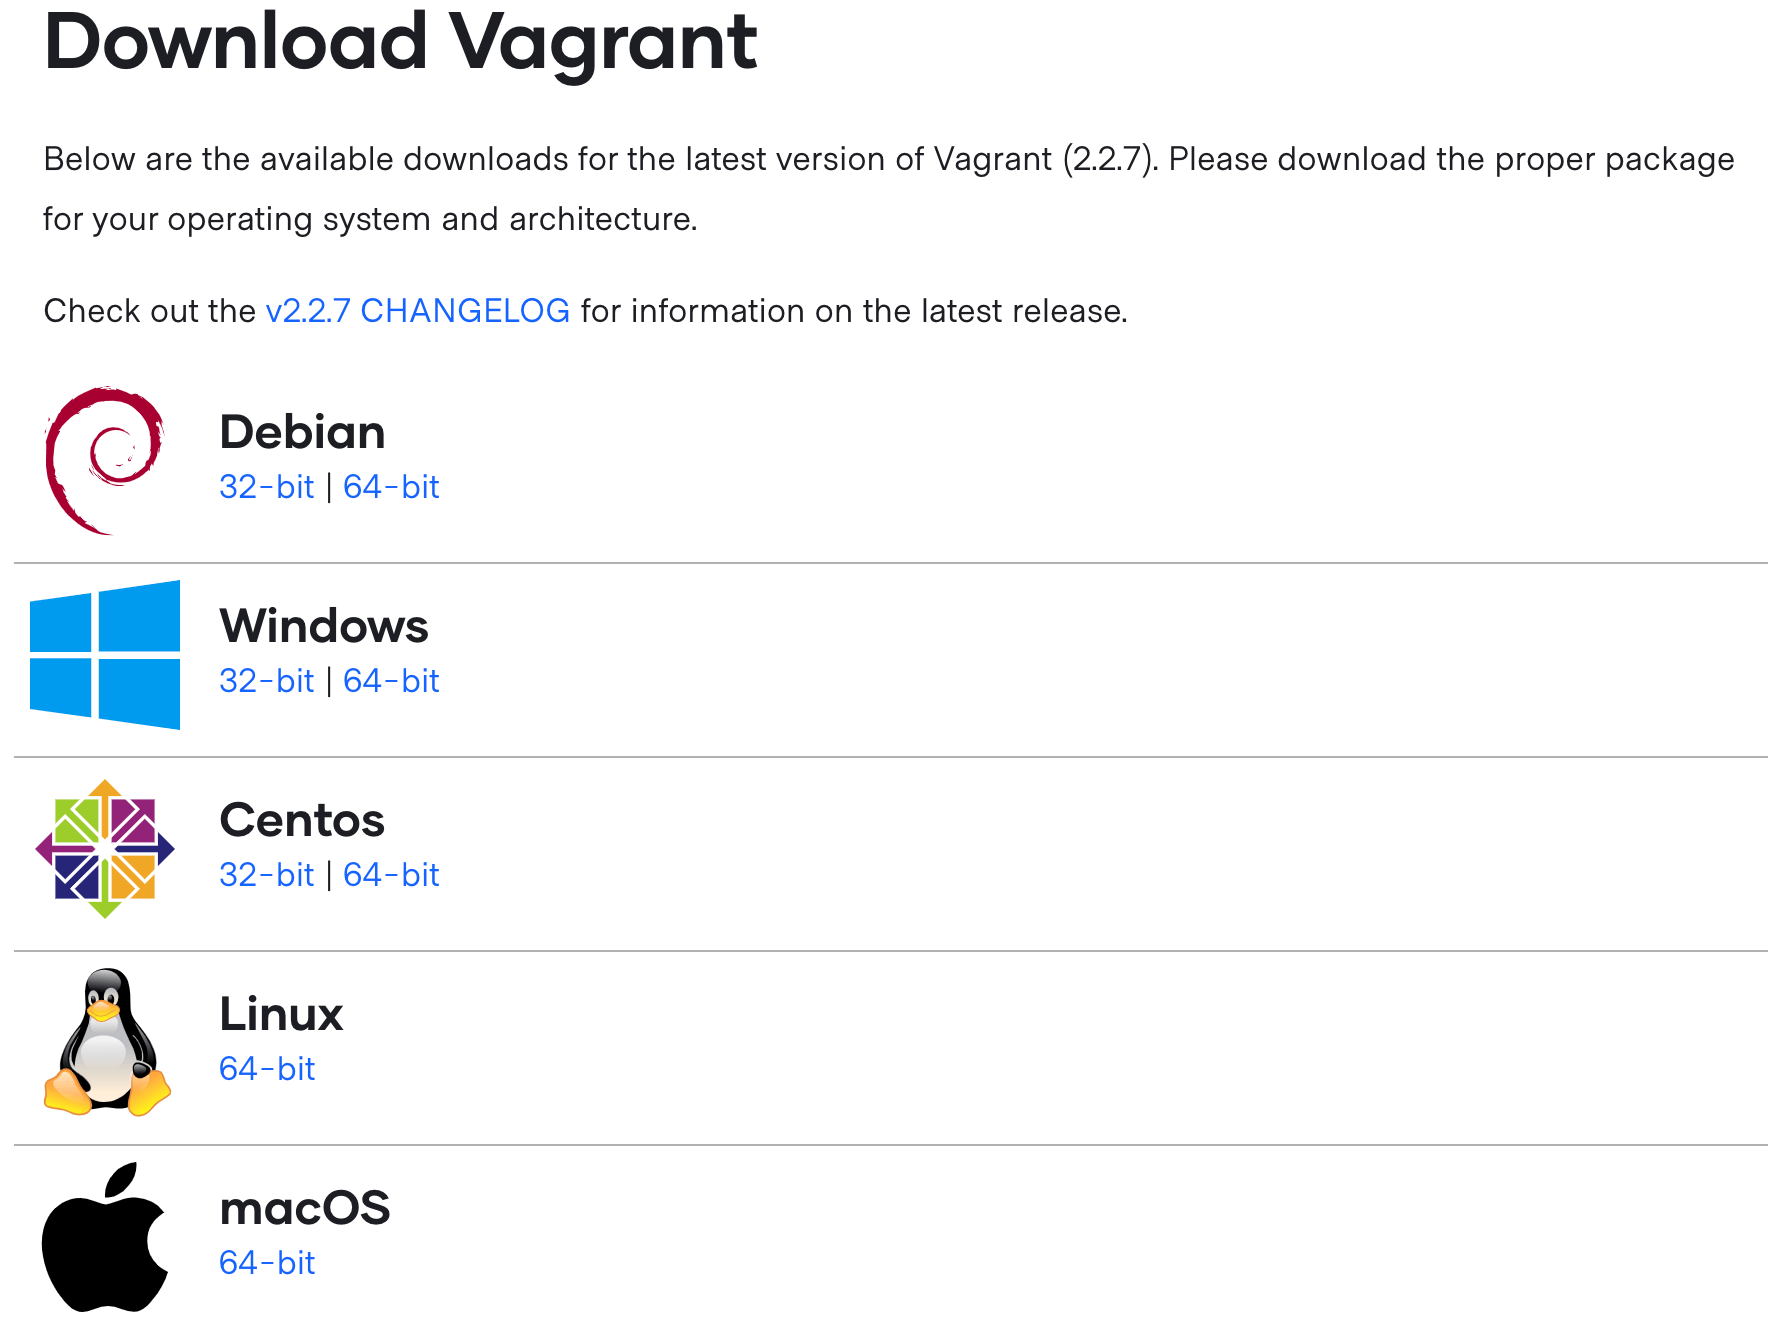 Download Vagrant
Below are the available downloads for the latest version of Vagrant (2.2.7). Please download the proper package
for your operating system and architecture.
Check out the v2.2.7 CHANGELOG for information on the latest release.
Debian
32-bit | 64-bit
Windows
32-bit | 64-bit
Centos
32-bit | 64-bit
Linux
64-bit
macOS
64-bit